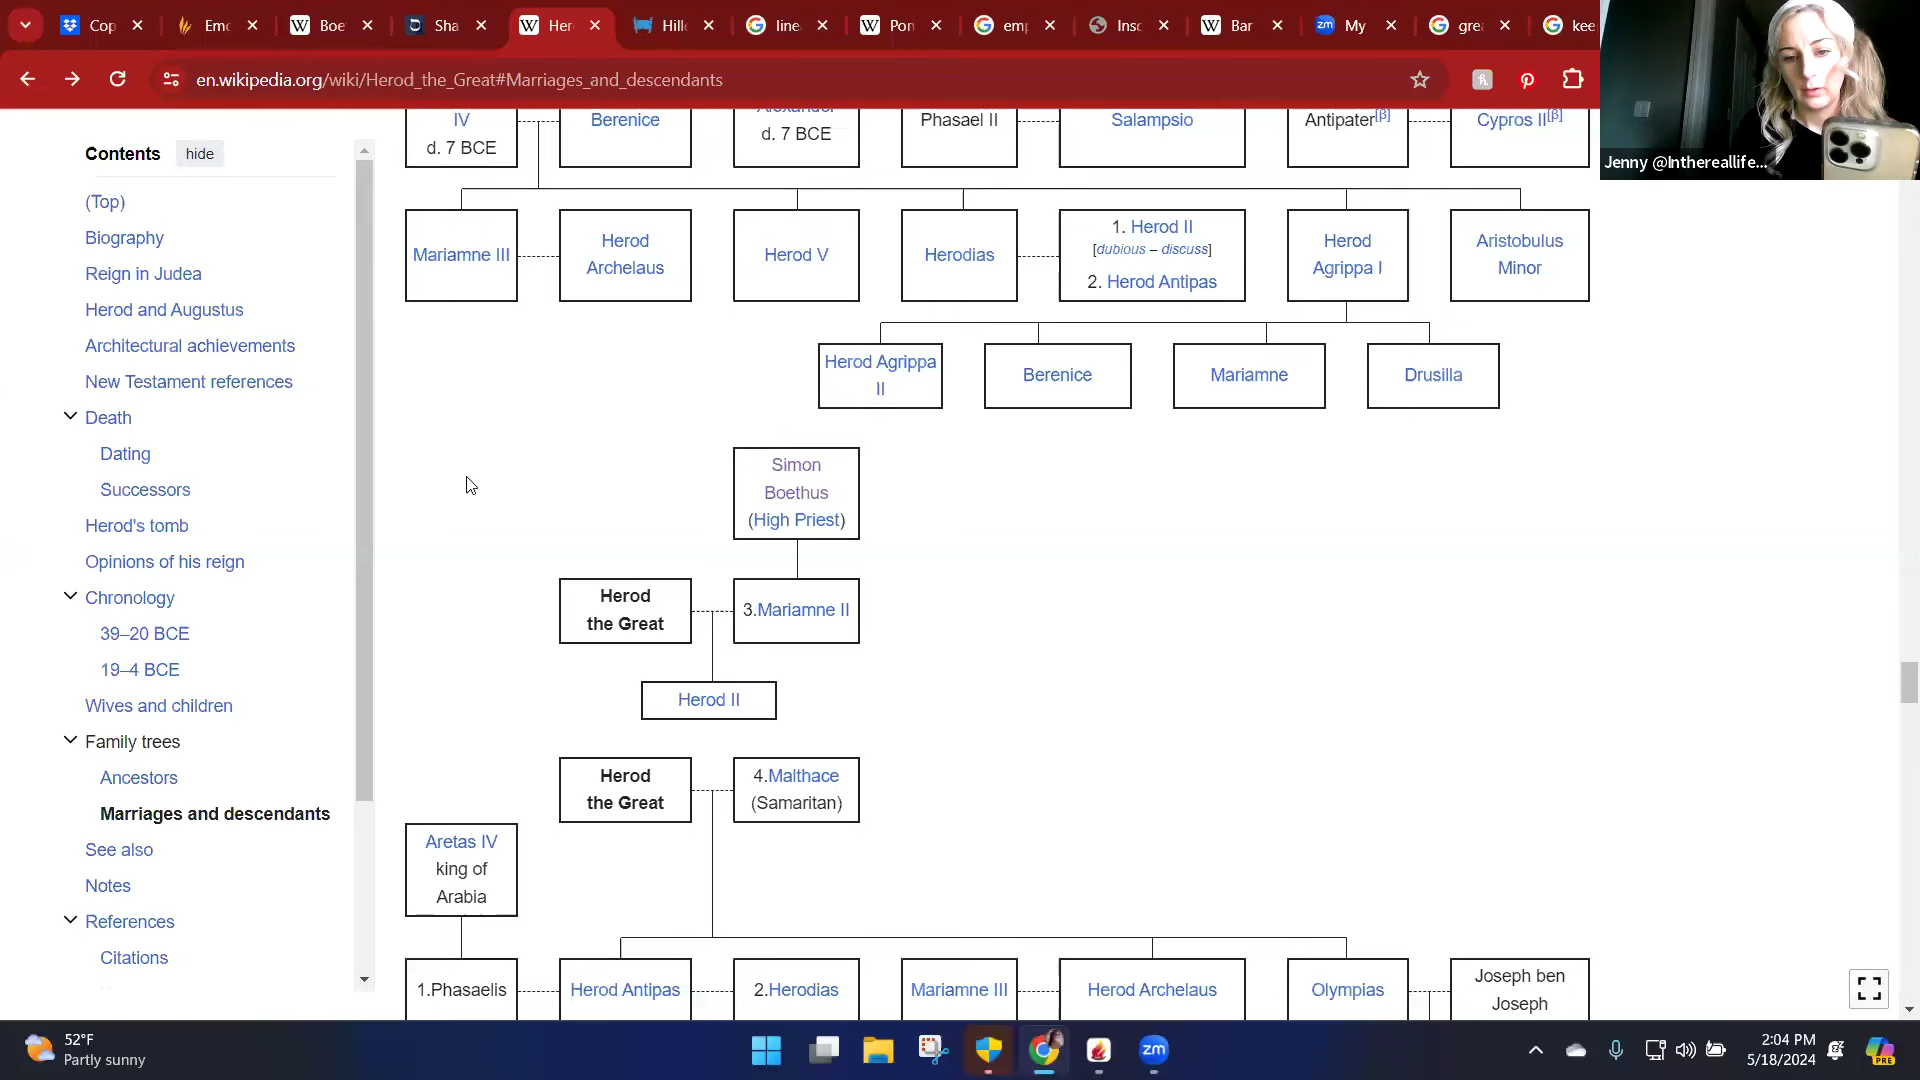 Cop
Emo
Boe
Sha
Her
Hille
line
Pon
emp
Insc
Bar
My
grea
kee
en.wikipedia.org/wiki/Herod_the_Great#Marriages_and_descendants
Jenny @Inthereallife...
Contents
hide
(Top)
Biography
Reign in Judea
Herod and Augustus
Architectural achievements
New Testament references
Death
Dating
Successors
Herod's tomb
Opinions of his reign
Chronology
39–20 BCE
19–4 BCE
Wives and children
Family trees
Ancestors
Marriages and descendants
See also
Notes
References
Citations
IV
d. 7 BCE
Berenice
Alexander
d. 7 BCE
Phasael II
Salampsio
Antipater[β]
Cypros II[β]
Mariamne III
Herod
Archelaus
Herod V
Herodias
1. Herod II
[dubious – discuss]
2. Herod Antipas
Herod
Agrippa I
Aristobulus
Minor
Herod Agrippa
II
Berenice
Mariamne
Drusilla
Simon
Boethus
(High Priest)
Herod
the Great
3.Mariamne II
Herod II
Herod
the Great
4.Malthace
(Samaritan)
Aretas IV
king of
Arabia
1.Phasaelis
Herod Antipas
2.Herodias
Mariamne III
Herod Archelaus
Olympias
Joseph ben
Joseph
52°F
Partly sunny
zm
2:04 PM
5/18/2024
PRE